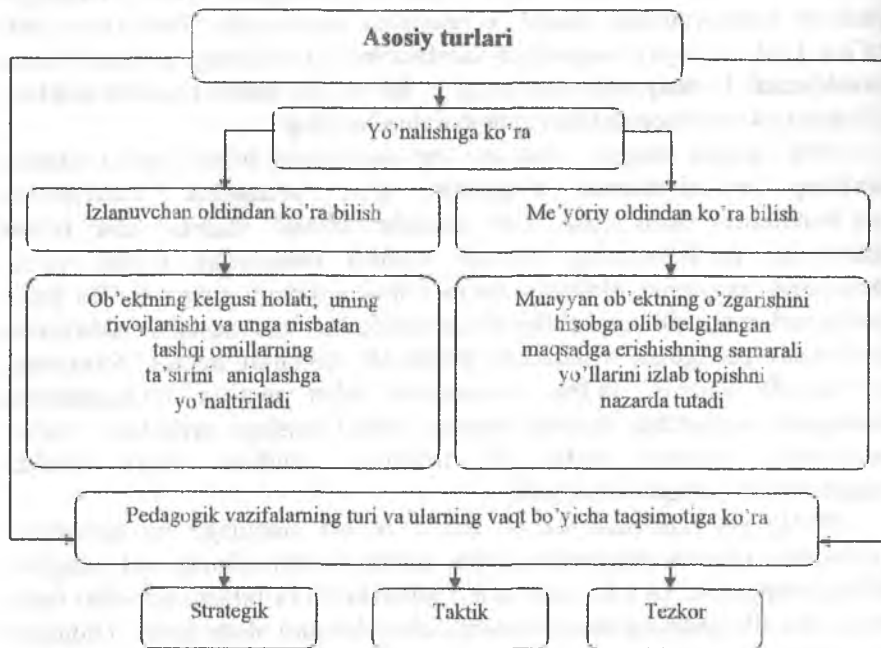 Asosiy turlari
Yo'nalishiga ko'ra
Izlanuvchan oldindan ko'ra bilish
Me'yoriy oldindan ko'ra bilish
Ob'ektning kelgusi holati, uning
rivojlanishi va unga nisbatan
tashqi omillarning
ta'sirini aniqlashga
yo'naltiriladi
Muayyan ob'ektning o'zgarishini
hisobga olib belgilangan
maqsadga erishishning samarali
yo'llarini izlab topishni
nazarda tutadi
Pedagogik vazifalarning turi va ularning vaqt bo'yicha taqsimotiga ko'ra
Strategik
Taktik
Tezkor